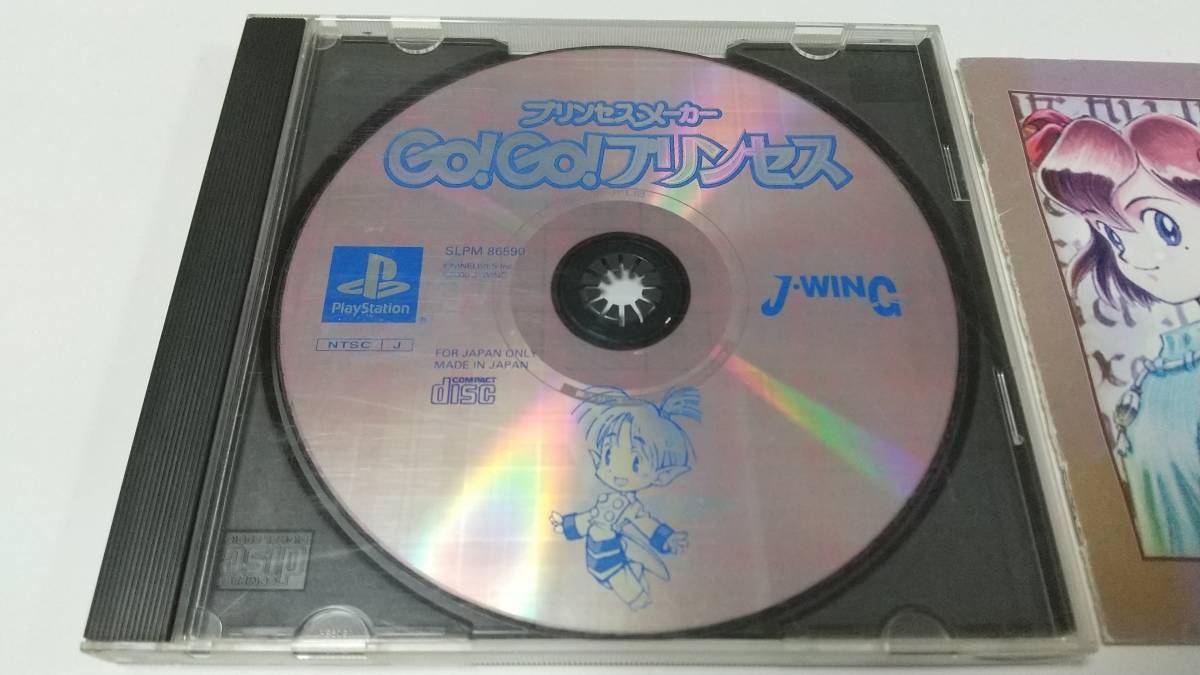 プリンセスメーカー
GO!GO!プリンセス
SLPM 86590
J-WING
PlayStation
NTSC J
FOR JAPAN ONLY
MADE IN JAPAN
COMPACT
disc